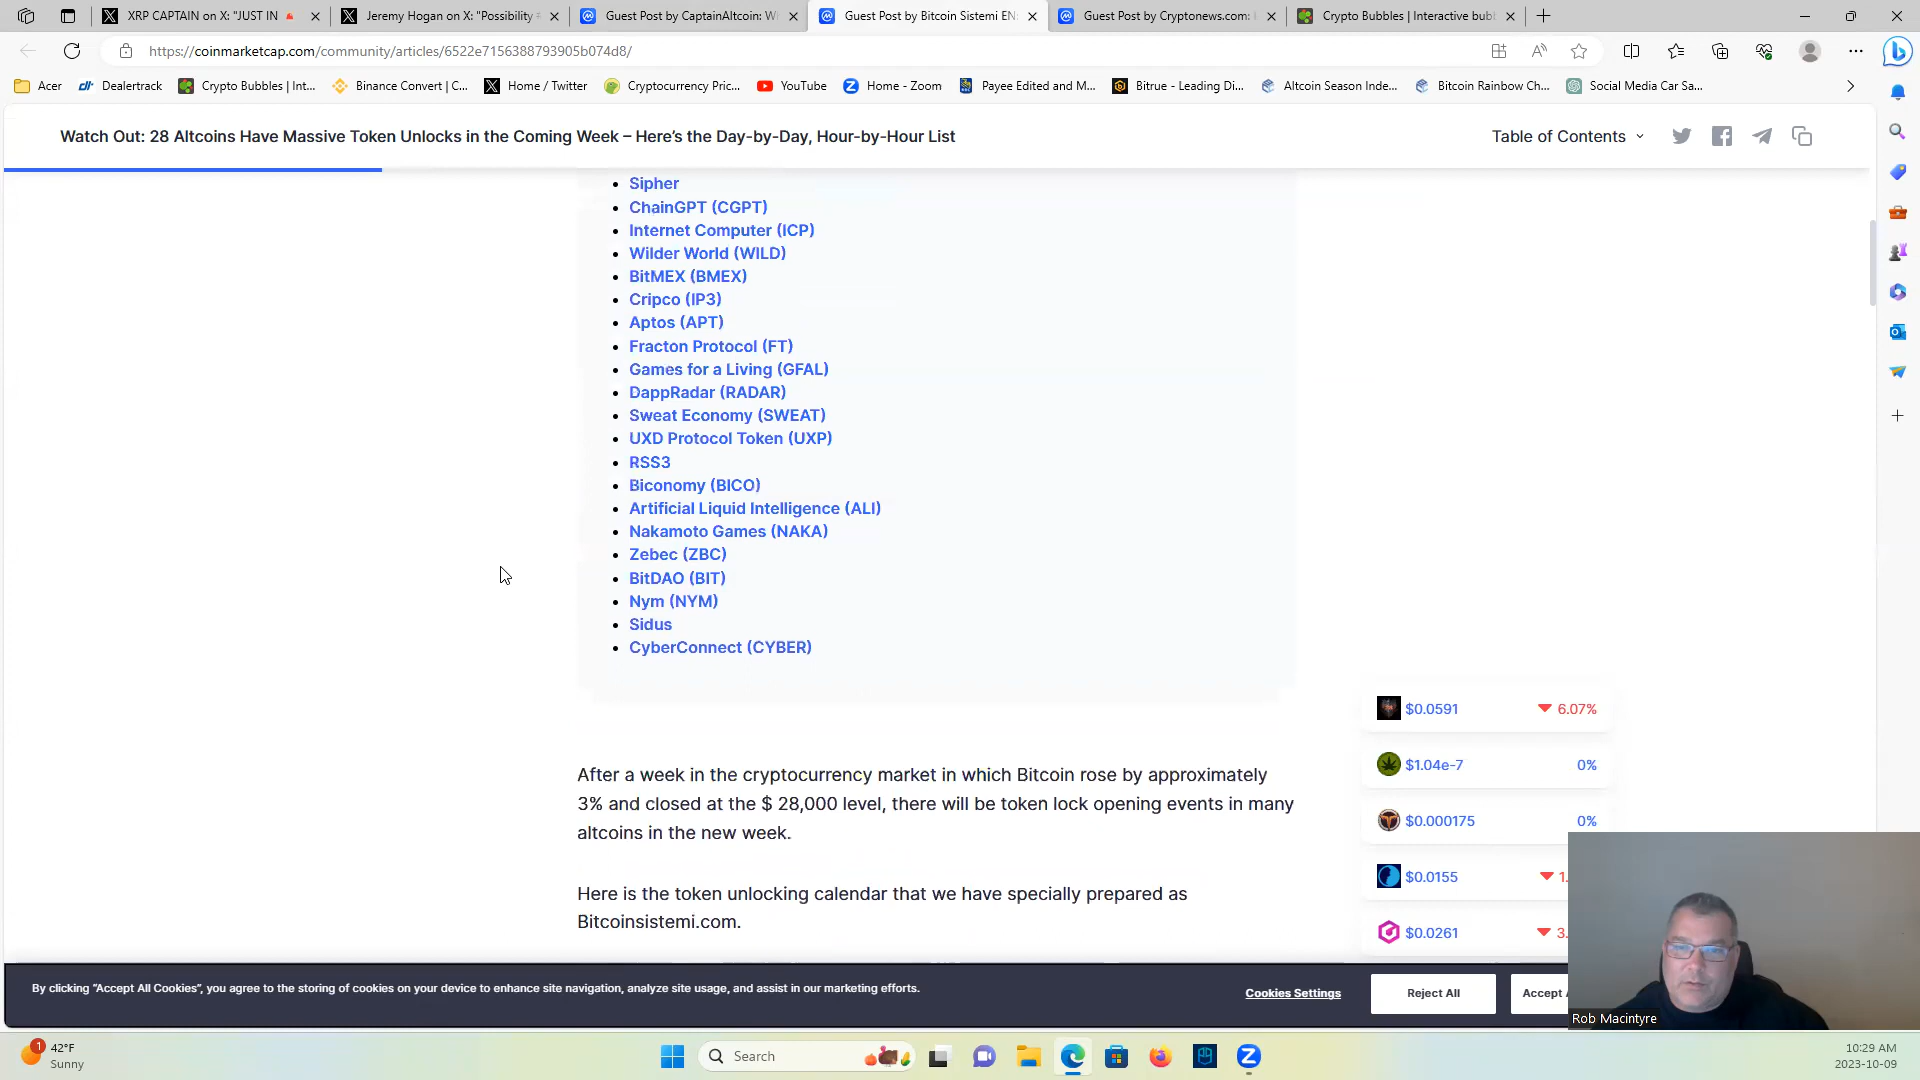 XRP CAPTAIN on X: "JUST IN
Jeremy Hogan on X: "Possibility
Guest Post by CaptainAltcoin: W
Guest Post by Bitcoin Sistemi EN
Guest Post by Cryptonews.com:
Crypto Bubbles | Interactive bub
https://coinmarketcap.com/community/articles/6522e7156388793905b074d8/
Acer
Dealertrack
Crypto Bubbles | Int...
Binance Convert | C...
Home / Twitter
Cryptocurrency Pric...
YouTube
Home - Zoom
Payee Edited and M...
Bitrue - Leading Di...
Altcoin Season Inde...
Bitcoin Rainbow Ch...
Social Media Car Sa...
Watch Out: 28 Altcoins Have Massive Token Unlocks in the Coming Week – Here's the Day-by-Day, Hour-by-Hour List
Table of Contents
Sipher
ChainGPT (CGPT)
Internet Computer (ICP)
Wilder World (WILD)
BitMEX (BMEX)
Cripco (IP3)
Aptos (APT)
Fracton Protocol (FT)
Games for a Living (GFAL)
DappRadar (RADAR)
Sweat Economy (SWEAT)
UXD Protocol Token (UXP)
RSS3
Biconomy (BICO)
Artificial Liquid Intelligence (ALI)
Nakamoto Games (NAKA)
Zebec (ZBC)
BitDAO (BIT)
Nym (NYM)
Sidus
CyberConnect (CYBER)
After a week in the cryptocurrency market in which Bitcoin rose by approximately
3% and closed at the $ 28,000 level, there will be token lock opening events in many
altcoins in the new week.
Here is the token unlocking calendar that we have specially prepared as
Bitcoinsistemi.com.
$0.0591 6.07%
$1.04e-7 0%
$0.000175 0%
$0.0155 1.
$0.0261 3.
By clicking "Accept All Cookies", you agree to the storing of cookies on your device to enhance site navigation, analyze site usage, and assist in our marketing efforts.
Cookies Settings
Reject All
Accept
Rob Macintyre
1
42°F
Sunny
Search
10:29 AM
2023-10-09